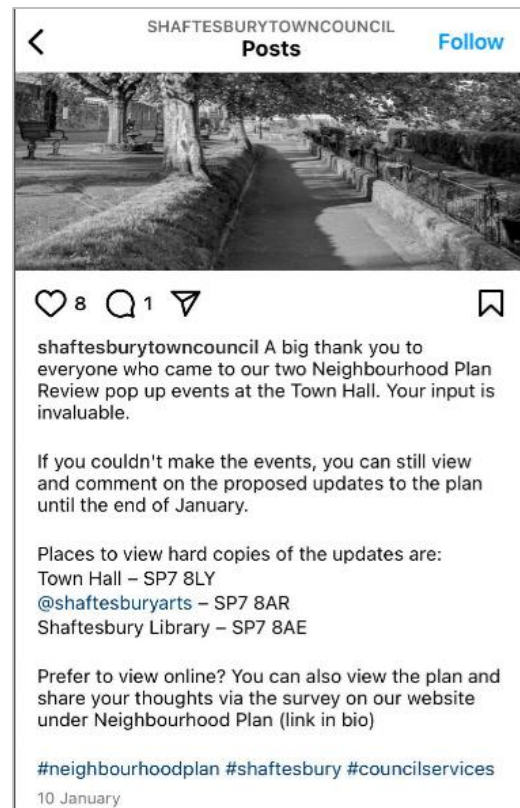 SHAFTESBURYTOWNCOUNCIL
Posts
Follow
8
1
shaftesburytowncouncil A big thank you to
everyone who came to our two Neighbourhood Plan
Review pop up events at the Town Hall. Your input is
invaluable.
If you couldn't make the events, you can still view
and comment on the proposed updates to the plan
until the end of January.
Places to view hard copies of the updates are:
Town Hall – SP7 8LY
@shaftesburyarts – SP7 8AR
Shaftesbury Library – SP7 8AE
Prefer to view online? You can also view the plan and
share your thoughts via the survey on our website
under Neighbourhood Plan (link in bio)
#neighbourhoodplan #shaftesbury #councilservices
10 January